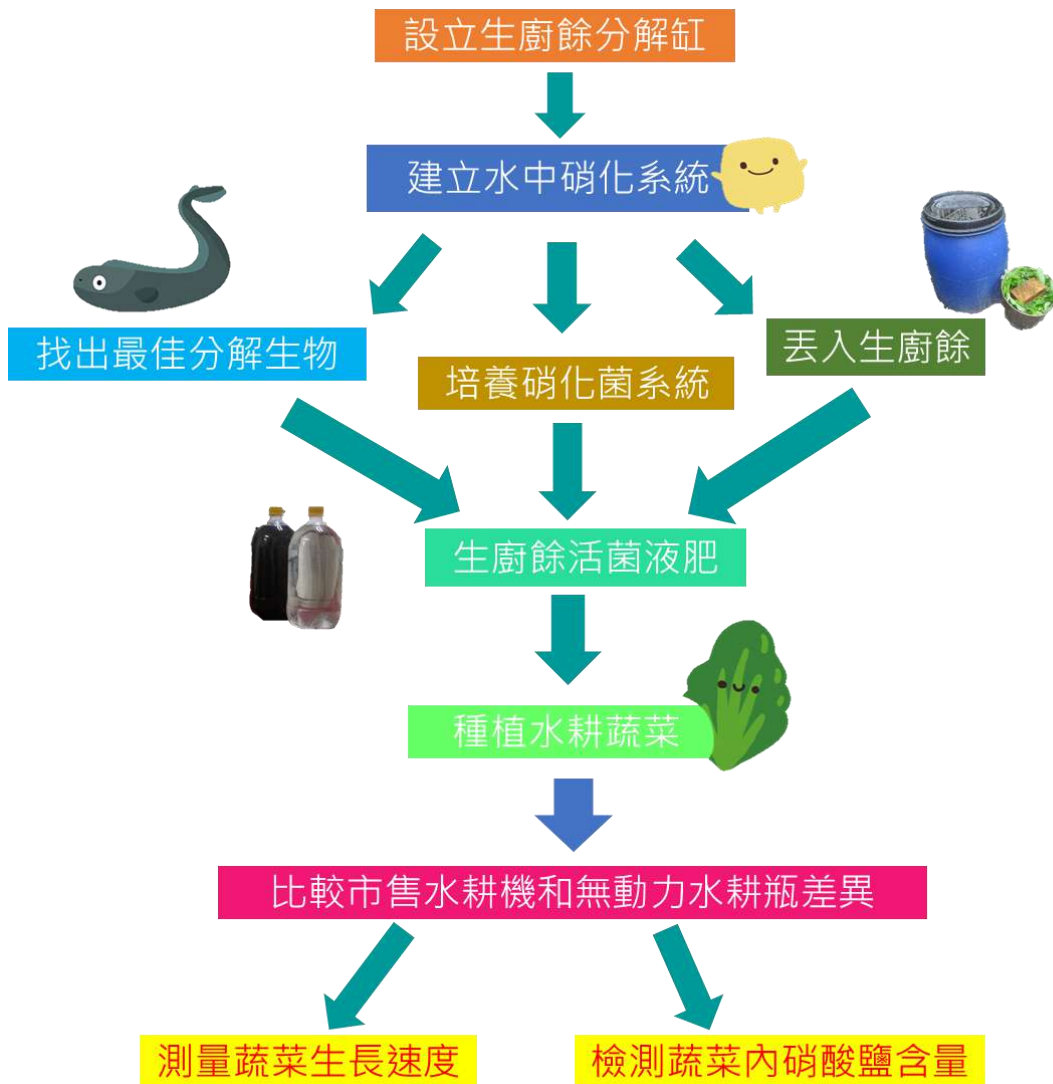 設立生廚餘分解缸
建立水中硝化系統
找出最佳分解生物
丟入生廚餘
培養硝化菌系統
生廚餘活菌液肥
種植水耕蔬菜
比較市售水耕機和無動力水耕瓶差異
測量蔬菜生長速度
檢測蔬菜內硝酸鹽含量